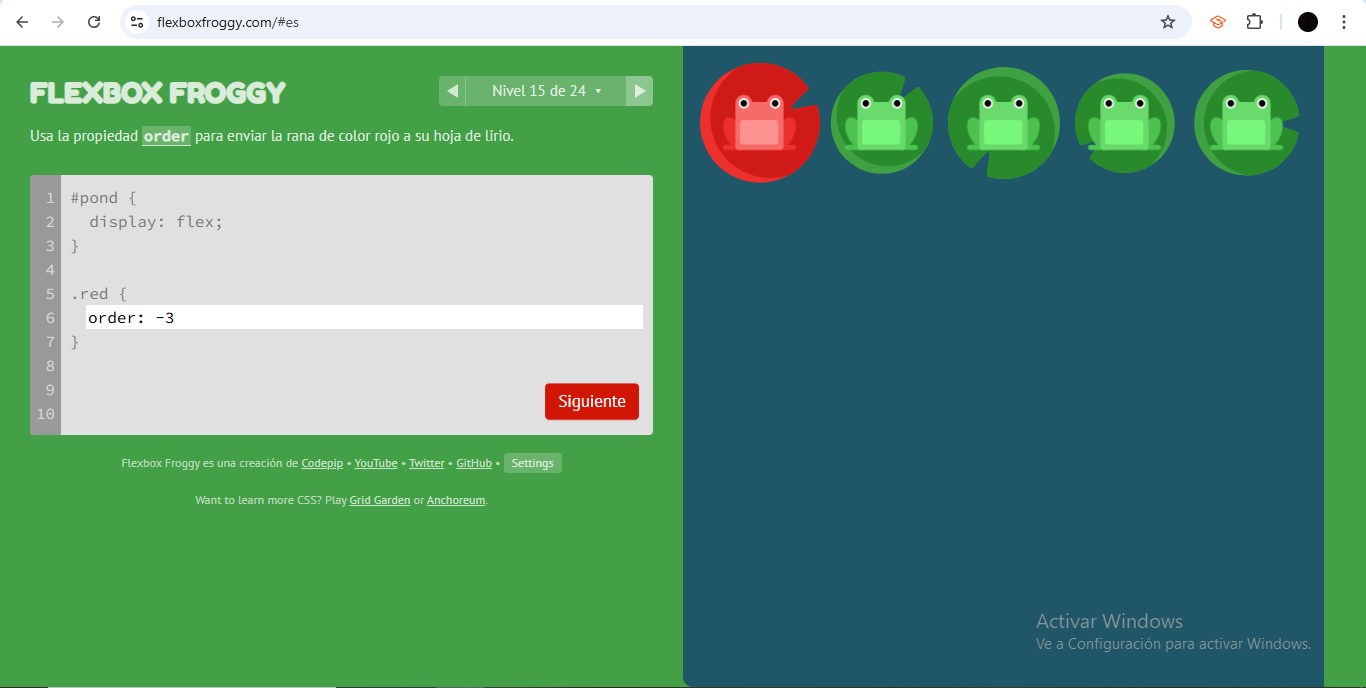 flexboxfroggy.com/#es
FLEXBOX FROGGY
Nivel 15 de 24
Usa la propiedad order para enviar la rana de color rojo a su hoja de lirio.
1 #pond {
2 display: flex;
3 }
4
5 .red {
6 order: -3
7 }
8
9
10
Siguiente
Flexbox Froggy es una creación de Codepip • YouTube • Twitter • GitHub • Settings
Want to learn more CSS? Play Grid Garden or Anchoreum.
Activar Windows
Ve a Configuración para activar Windows.